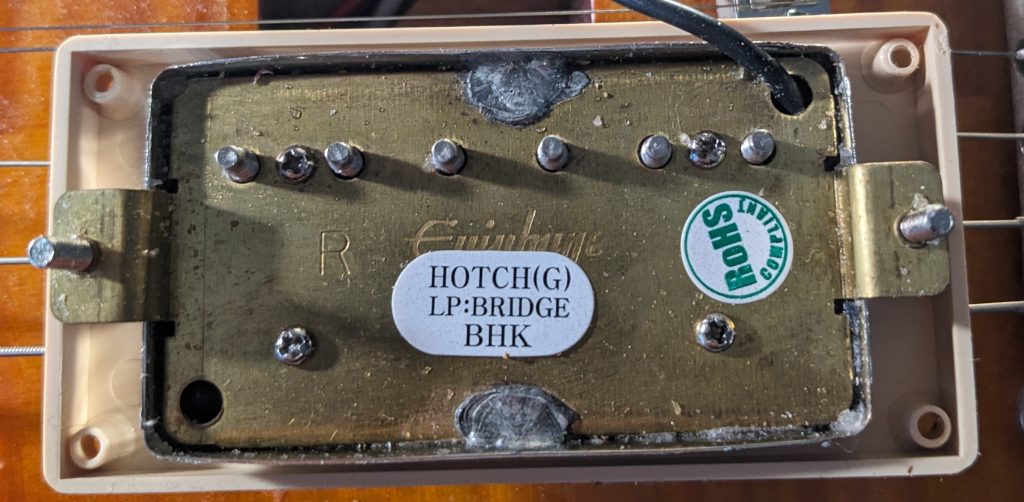 Epiphone
R
HOTCH(G)
LP:BRIDGE
BHK
RoHS
COMPLIANT